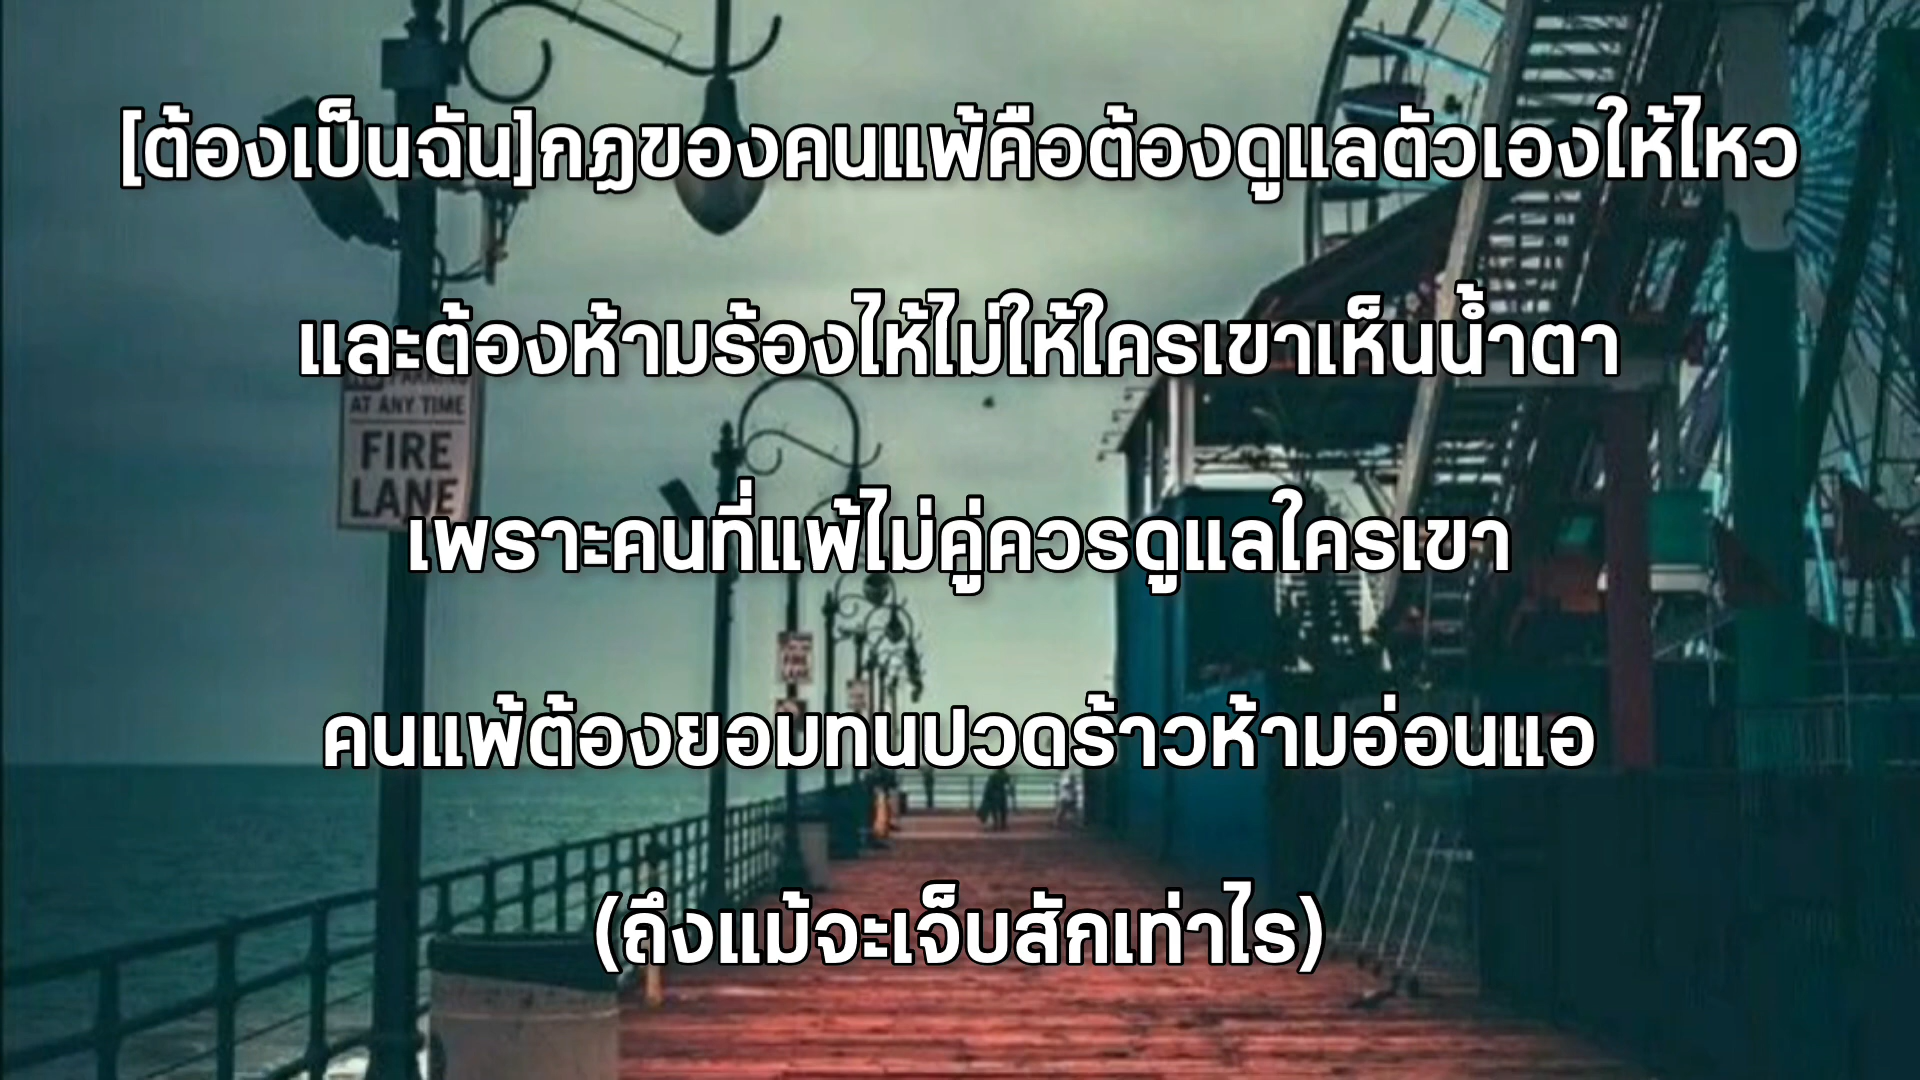 [ต้องเป็นฉัน]กฎของคนแพ้คือต้องดูแลตัวเองให้ไหว
และต้องห้ามร้องไห้ไม่ให้ใครเขาเห็นน้ำตา
PARKING
AT ANY TIME
FIRE
LANE
เพราะคนที่แพ้ไม่คู่ควรดูแลใครเขา
FIRE
LANE
คนแพ้ต้องยอมทนปวดร้าวห้ามอ่อนแอ
(ถึงแม้จะเจ็บสักเท่าไร)